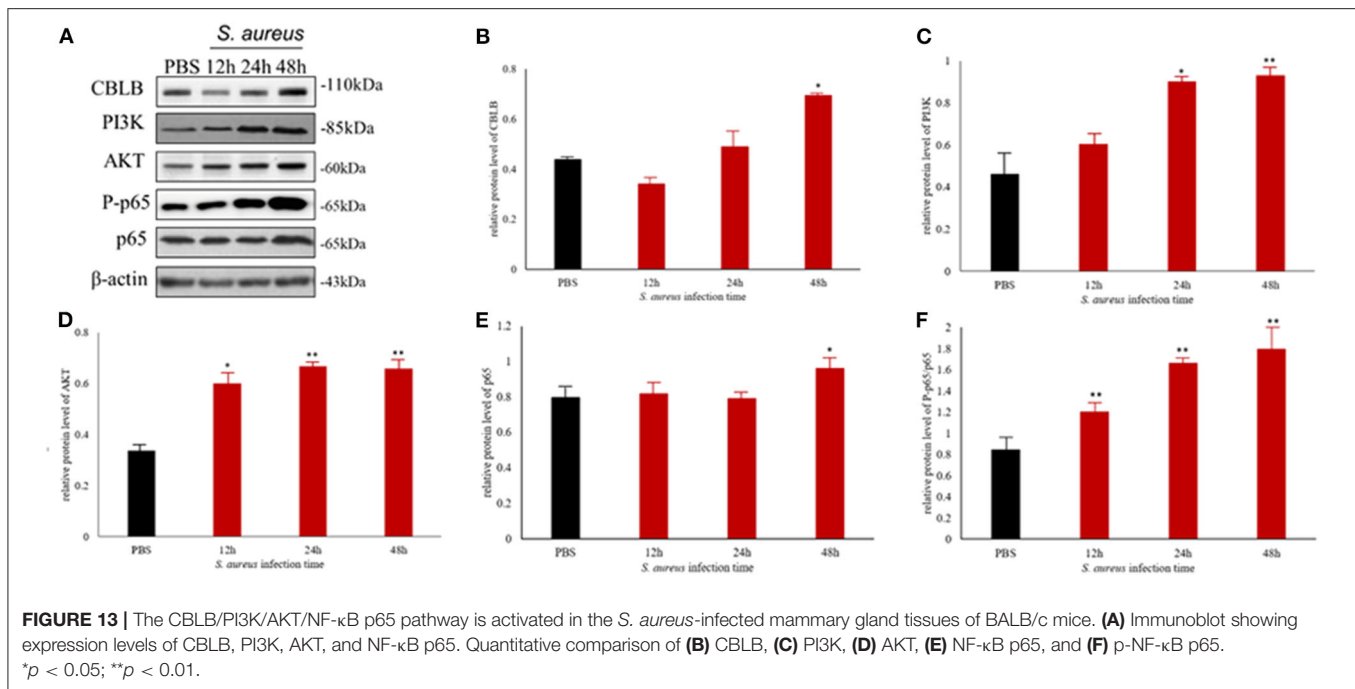 A
S. aureus
PBS 12h 24h 48h
CBLB
-110kDa
PI3K
-85kDa
AKT
-60kDa
P-p65
-65kDa
p65
-65kDa
β-actin
-43kDa
B
relative protein level of CBLB
0.8
0.6
0.4
0.2
0
*
PBS 12h 24h 48h
S. aureus infection time
C
relative protein level of PI3K
1
0.8
0.6
0.4
0.2
0
* **
PBS 12h 24h 48h
S. aureus infection time
D
relative protein level of AKT
0.8
0.6
0.4
0.2
0
* ** **
PBS 12h 24h 48h
S. aureus infection time
E
relative protein level of p65
1.2
1
0.8
0.6
0.4
0.2
0
*
PBS 12h 24h 48h
S. aureus infection time
F
relative protein level of P-p65/p65
2
1.8
1.6
1.4
1.2
1
0.8
0.6
0.4
0.2
0
** ** **
PBS 12h 24h 48h
S. aureus infection time
FIGURE 13 | The CBLB/PI3K/AKT/NF-κB p65 pathway is activated in the S. aureus-infected mammary gland tissues of BALB/c mice. (A) Immunoblot showing
expression levels of CBLB, PI3K, AKT, and NF-κB p65. Quantitative comparison of (B) CBLB, (C) PI3K, (D) AKT, (E) NF-κB p65, and (F) p-NF-κB p65.
*p < 0.05; **p < 0.01.